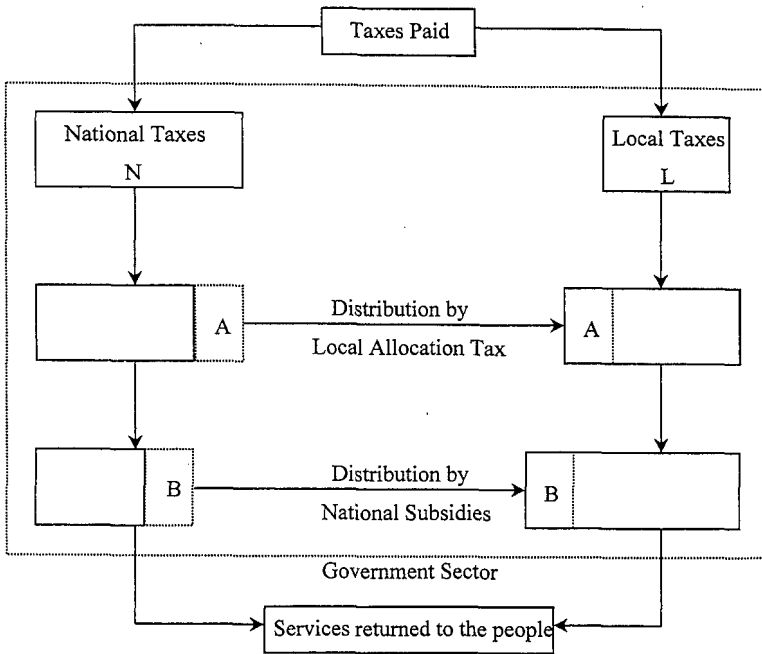 Taxes Paid
National Taxes
N
Local Taxes
L
A
Distribution by
Local Allocation Tax
A
B
Distribution by
National Subsidies
B
Government Sector
Services returned to the people